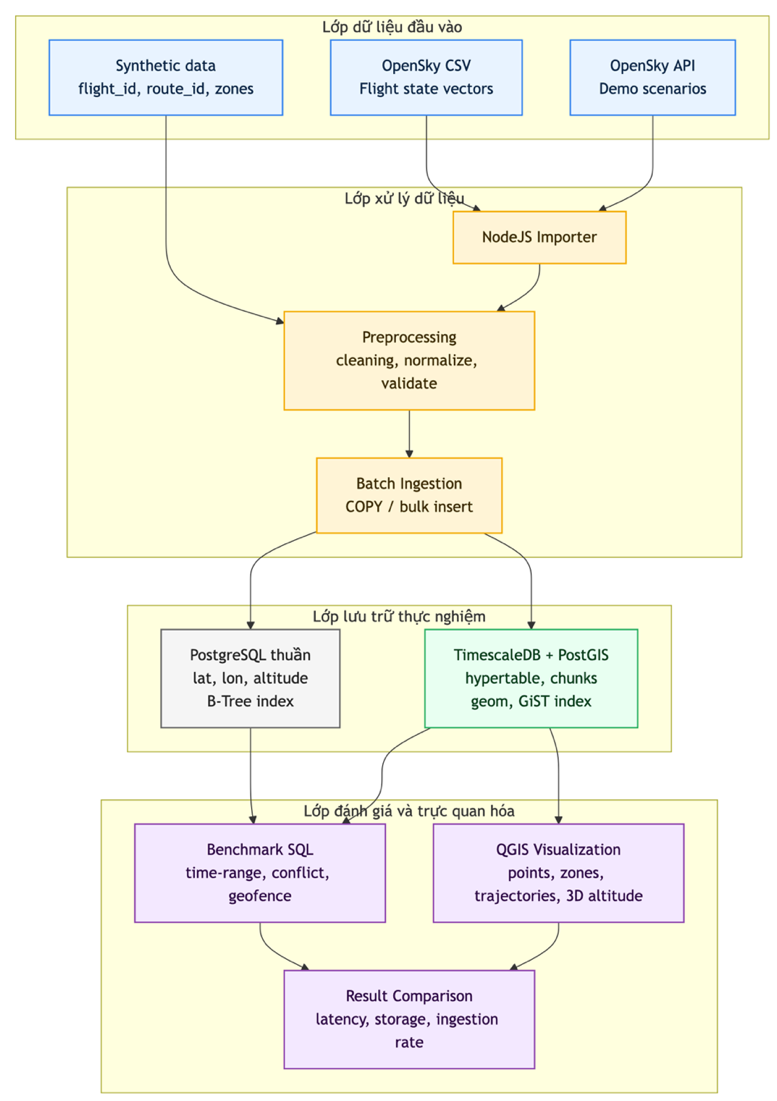 Lớp dữ liệu đầu vào
Synthetic data
flight_id, route_id, zones
OpenSky CSV
Flight state vectors
OpenSky API
Demo scenarios
Lớp xử lý dữ liệu
NodeJS Importer
Preprocessing
cleaning, normalize,
validate
Batch Ingestion
COPY / bulk insert
Lớp lưu trữ thực nghiệm
PostgreSQL thuần
lat, lon, altitude
B-Tree index
TimescaleDB + PostGIS
hypertable, chunks
geom, GiST index
Lớp đánh giá và trực quan hóa
Benchmark SQL
time-range, conflict,
geofence
QGIS Visualization
points, zones,
trajectories, 3D altitude
Result Comparison
latency, storage, ingestion
rate